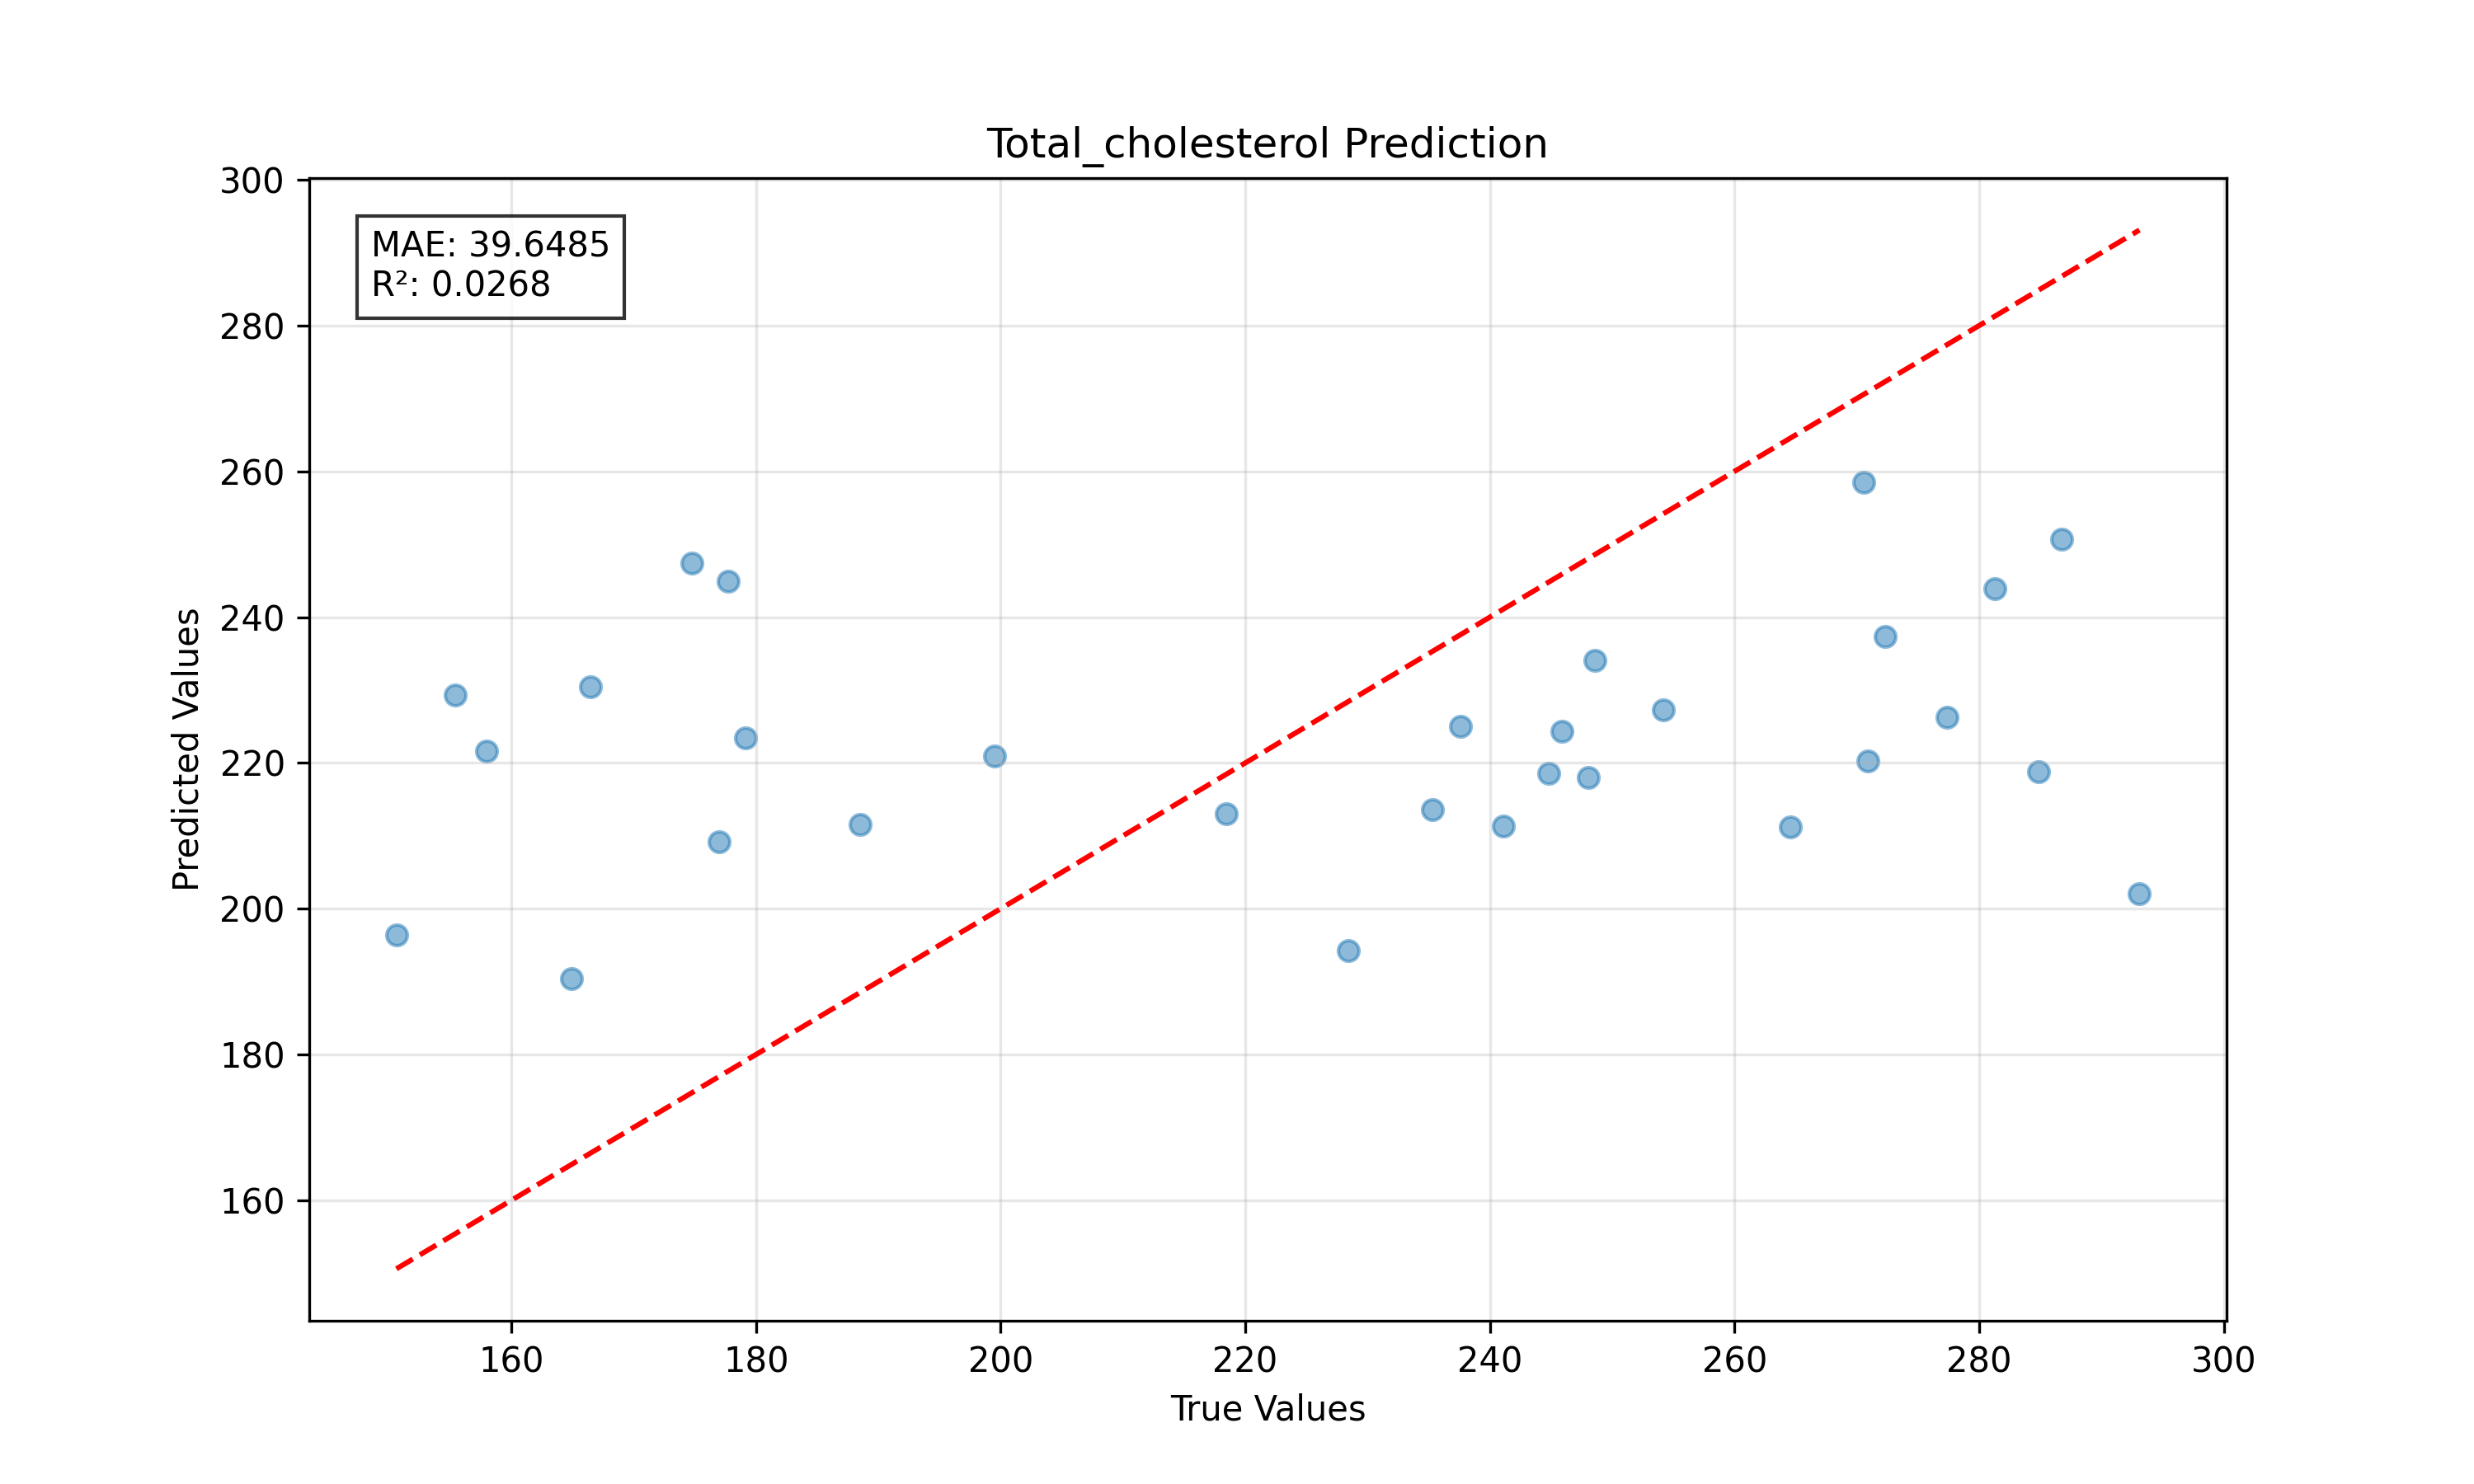 Total_cholesterol Prediction
MAE: 39.6485
R²: 0.0268
Predicted Values
300
280
260
240
220
200
180
160
160 180 200 220 240 260 280 300
True Values